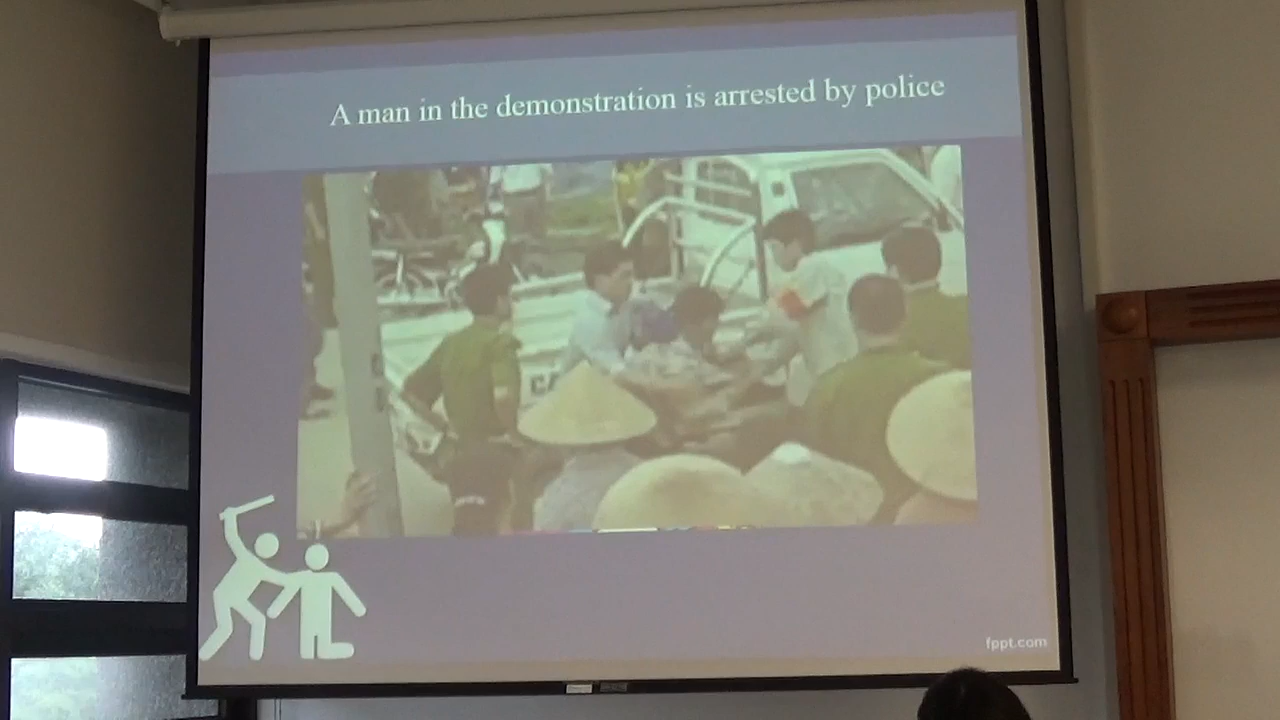 A man in the demonstration is arrested by police
fppt.com